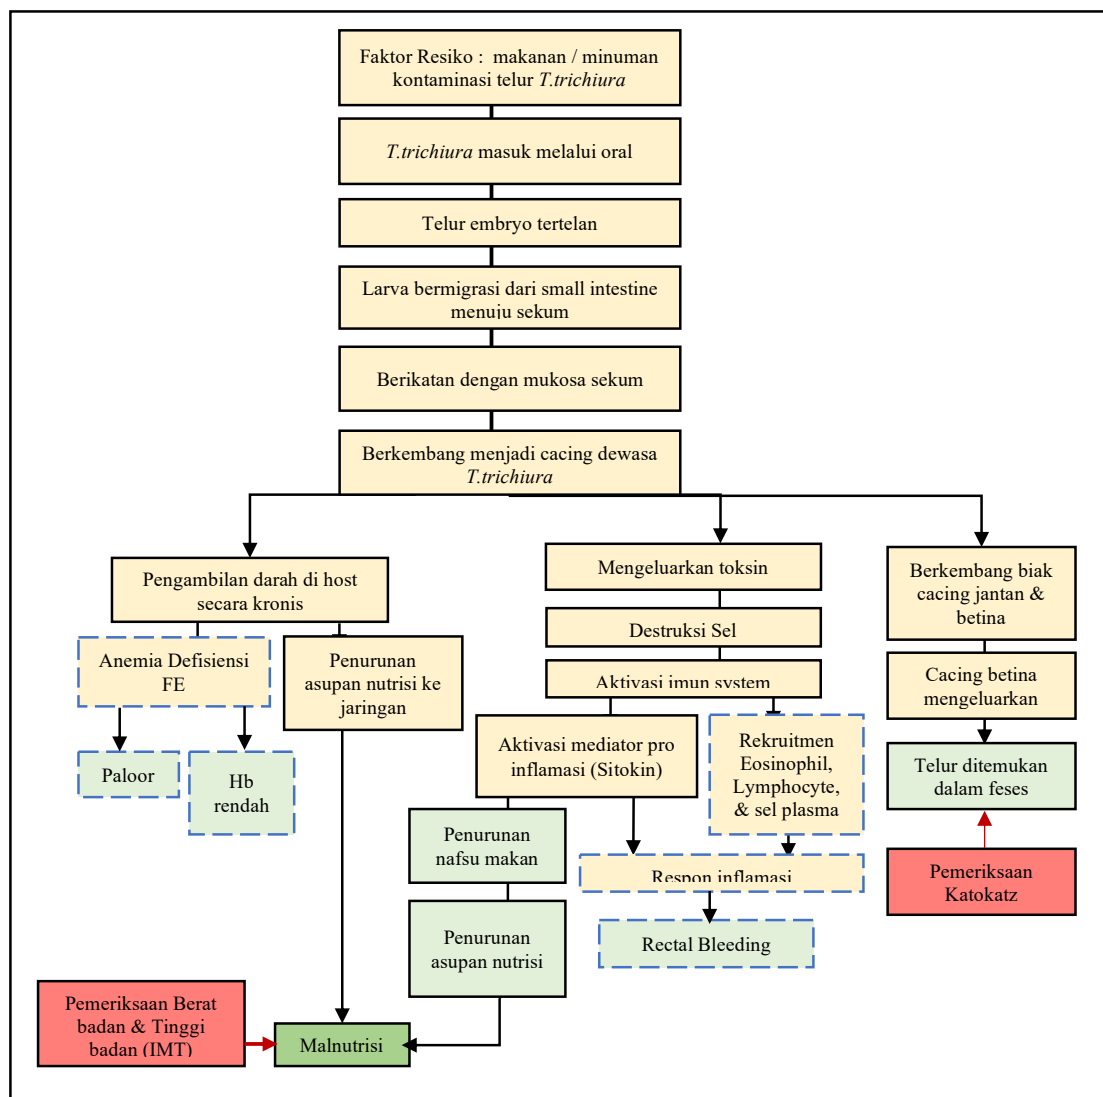 Faktor Resiko : makanan / minuman
kontaminasi telur T.trichiura
T.trichiura masuk melalui oral
Telur embryo tertelan
Larva bermigrasi dari small intestine
menuju sekum
Berikatan dengan mukosa sekum
Berkembang menjadi cacing dewasa
T.trichiura
Pengambilan darah di host
secara kronis
Anemia Defisiensi
FE
Paloor
Hb
rendah
Penurunan
asupan nutrisi ke
jaringan
Mengeluarkan toksin
Destruksi Sel
Aktivasi imun system
Aktivasi mediator pro
inflamasi (Sitokin)
Rekruitmen
Eosinophil,
Lymphocyte,
& sel plasma
Penurunan
nafsu makan
Penurunan
asupan nutrisi
Respon inflamasi
Rectal Bleeding
Berkembang biak
cacing jantan &
betina
Cacing betina
mengeluarkan
Telur ditemukan
dalam feses
Pemeriksaan
Katokatz
Pemeriksaan Berat
badan & Tinggi
badan (IMT)
Malnutrisi